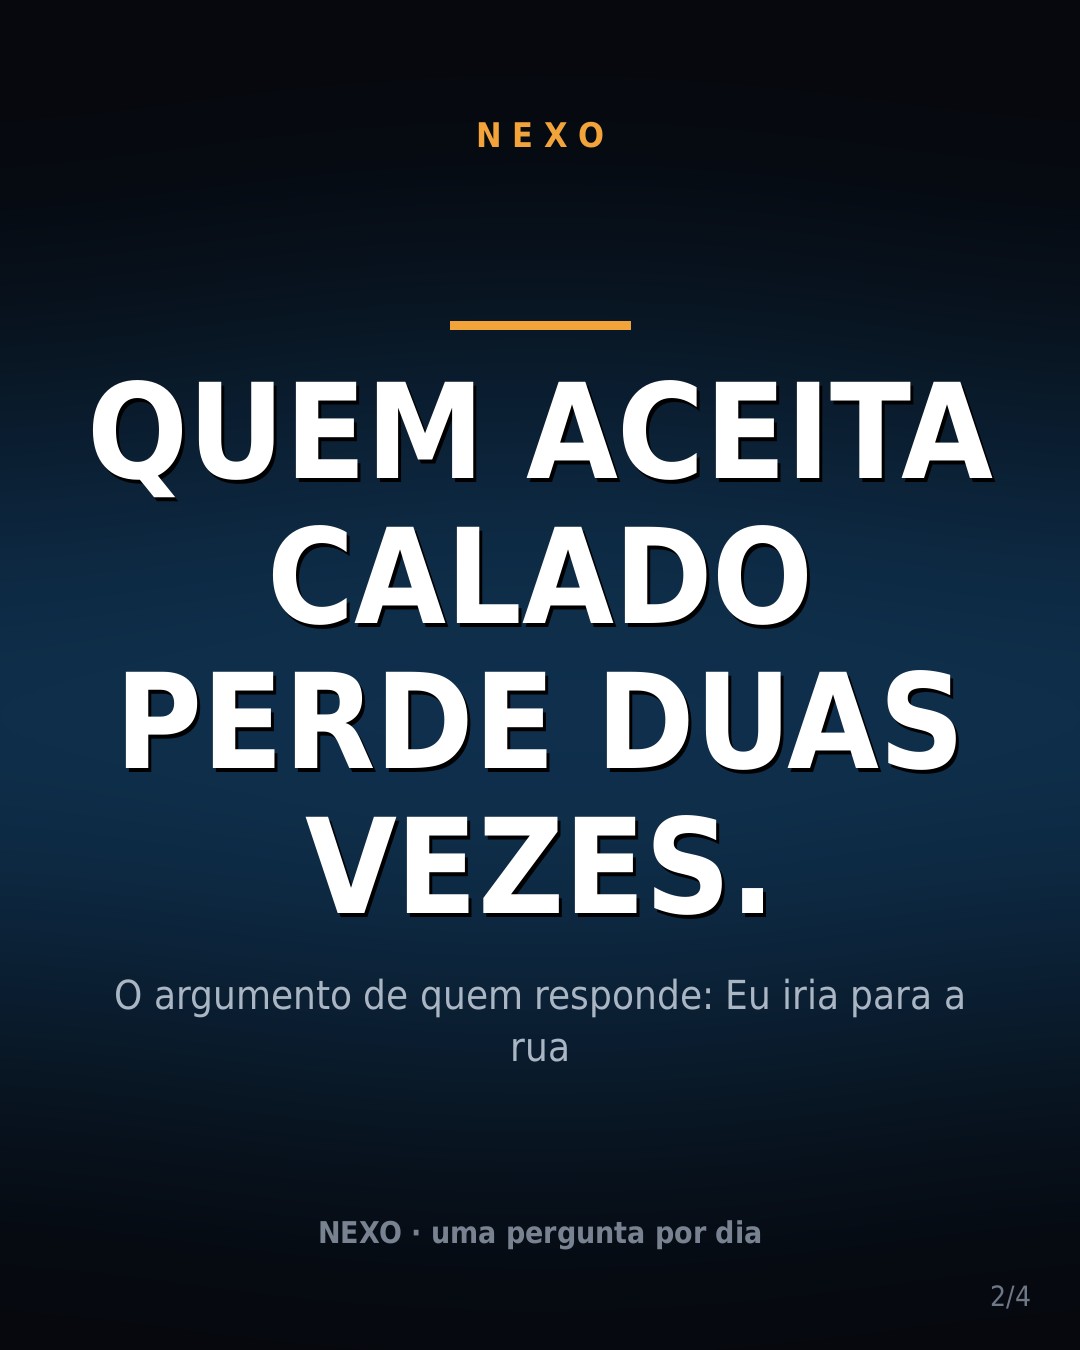 NEXO
QUEM ACEITA
CALADO
PERDE DUAS
VEZES.
O argumento de quem responde: Eu iria para a
rua
NEXO · uma pergunta por dia
2/4